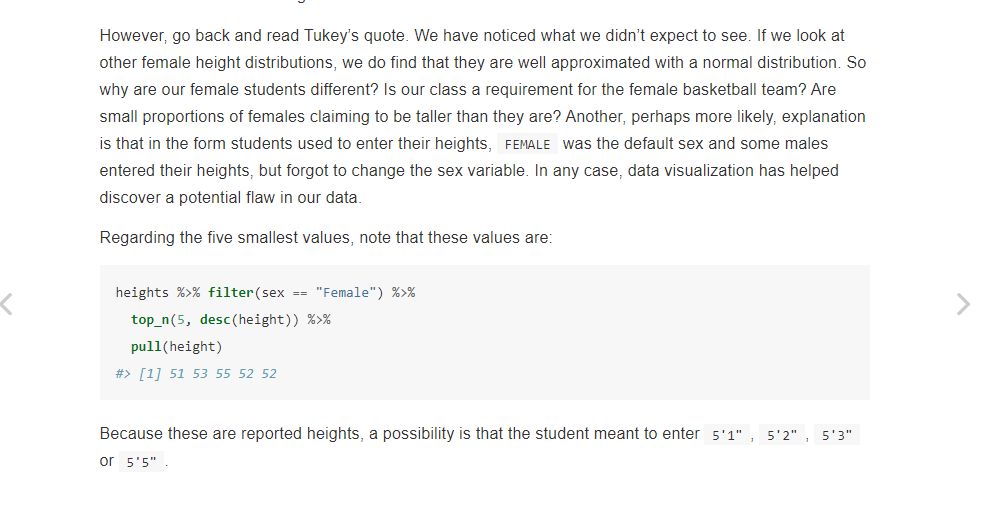 However, go back and read Tukey's quote. We have noticed what we didn't expect to see. If we look at
other female height distributions, we do find that they are well approximated with a normal distribution. So
why are our female students different? Is our class a requirement for the female basketball team? Are
small proportions of females claiming to be taller than they are? Another, perhaps more likely, explanation
is that in the form students used to enter their heights, FEMALE was the default sex and some males
entered their heights, but forgot to change the sex variable. In any case, data visualization has helped
discover a potential flaw in our data.
Regarding the five smallest values, note that these values are:
heights %>% filter(sex == "Female") %>%
  top_n(5, desc(height)) %>%
  pull(height)
#> [1] 51 53 55 52 52
Because these are reported heights, a possibility is that the student meant to enter 5'1" , 5'2" , 5'3"
or 5'5" .